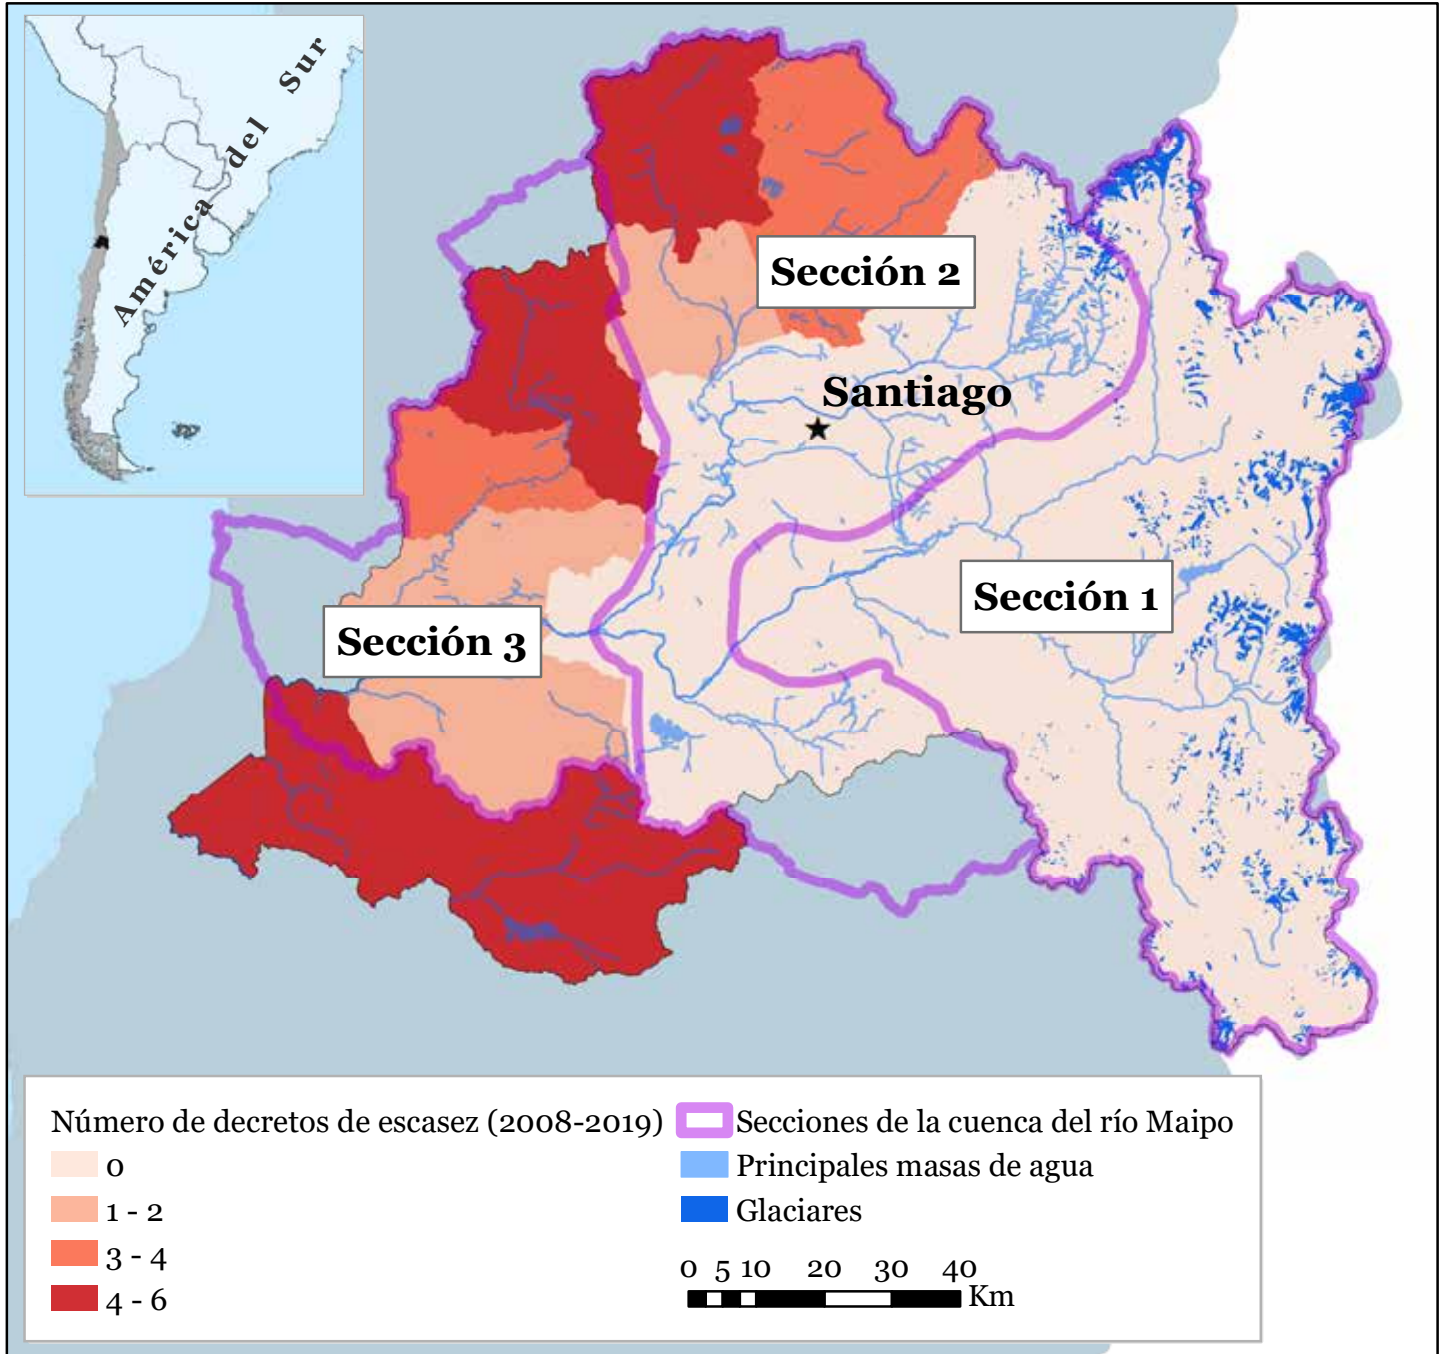 América del Sur
Sección 2
Santiago
Sección 1
Sección 3
Número de decretos de escasez (2008-2019)
0
1 - 2
3 - 4
4 - 6
Secciones de la cuenca del río Maipo
Principales masas de agua
Glaciares
0 5 10 20 30 40
Km